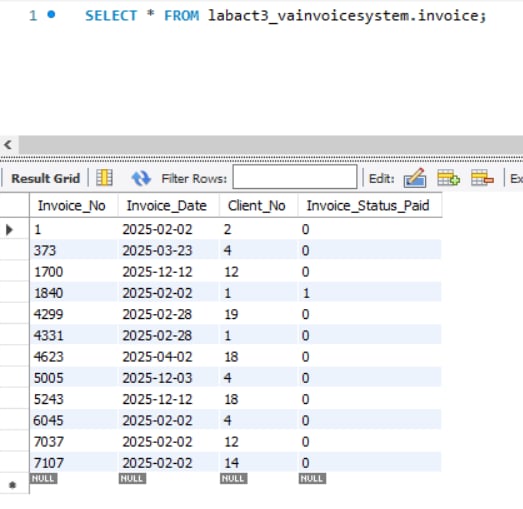 1 SELECT * FROM labact3_vainvoicesystem.invoice;
Result Grid Filter Rows: Edit: Ex
Invoice_No Invoice_Date Client_No Invoice_Status_Paid
1 2025-02-02 2 0
373 2025-03-23 4 0
1700 2025-12-12 12 0
1840 2025-02-02 1 1
4299 2025-02-28 19 0
4331 2025-02-28 1 0
4623 2025-04-02 18 0
5005 2025-12-03 4 0
5243 2025-12-12 18 0
6045 2025-02-02 4 0
7037 2025-02-02 12 0
7107 2025-02-02 14 0
NULL NULL NULL NULL